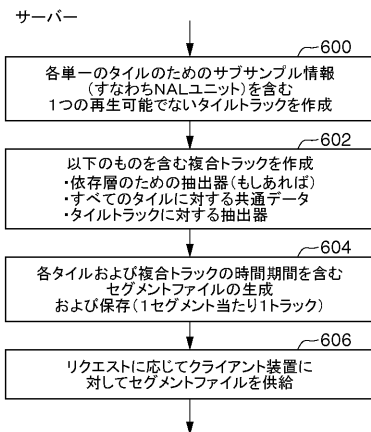 サーバー
600
各単一のタイルのためのサブサンプル情報
(すなわちNALユニット)を含む
1つの再生可能でないタイルトラックを作成
602
以下のものを含む複合トラックを作成
・依存層のための抽出器(もしあれば)
・すべてのタイルに対する共通データ
・タイルトラックに対する抽出器
604
各タイルおよび複合トラックの時間期間を含む
セグメントファイルの生成
および保存(1セグメント当たり1トラック)
606
リクエストに応じてクライアント装置に
対してセグメントファイルを供給